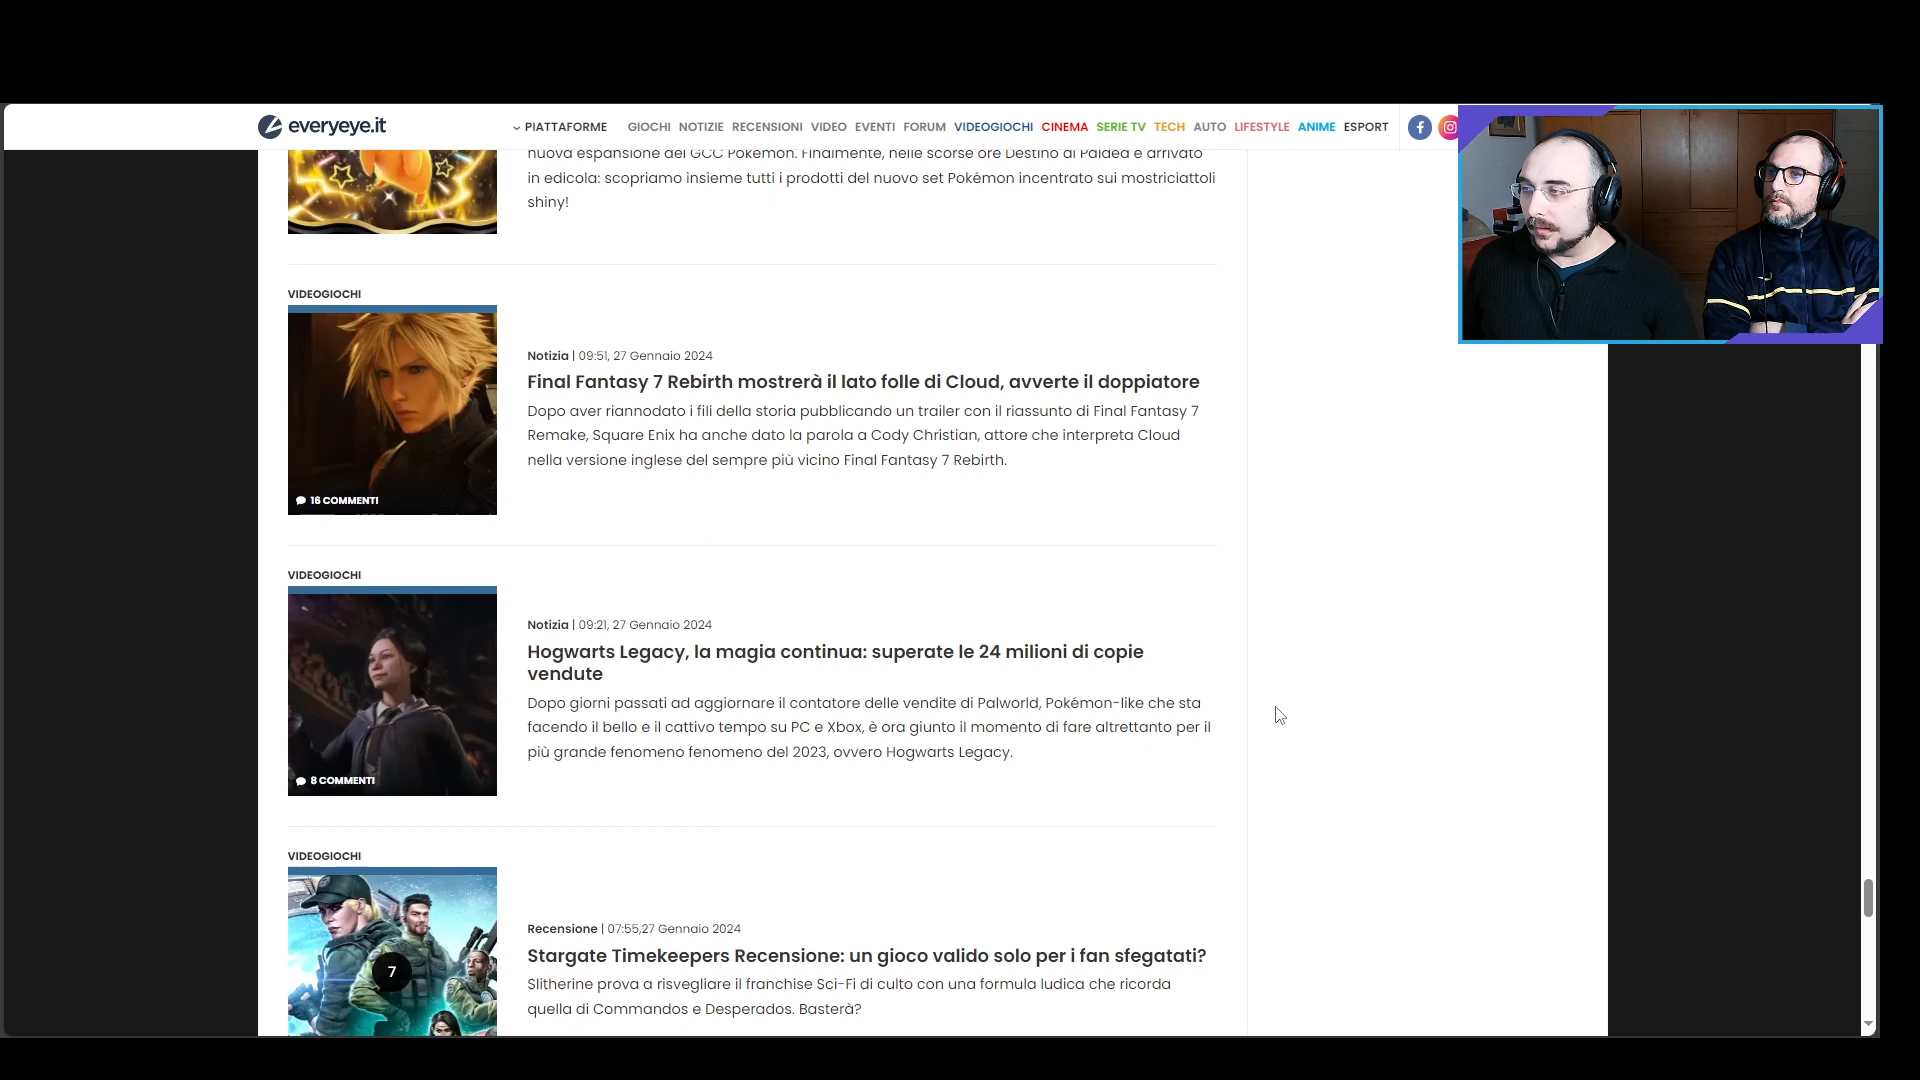 everyeye.it
PIATTAFORME GIOCHI NOTIZIE RECENSIONI VIDEO EVENTI FORUM VIDEOGIOCHI CINEMA SERIE TV TECH AUTO LIFESTYLE ANIME ESPORT
nuova espansione del GCC Pokémon. Finalmente, nelle scorse ore Destino di Paldea è arrivato
in edicola: scopriamo insieme tutti i prodotti del nuovo set Pokémon incentrato sui mostriciattoli
shiny!
VIDEOGIOCHI
16 COMMENTI
Notizia | 09:51, 27 Gennaio 2024
Final Fantasy 7 Rebirth mostrerà il lato folle di Cloud, avverte il doppiatore
Dopo aver riannodato i fili della storia pubblicando un trailer con il riassunto di Final Fantasy 7
Remake, Square Enix ha anche dato la parola a Cody Christian, attore che interpreta Cloud
nella versione inglese del sempre più vicino Final Fantasy 7 Rebirth.
VIDEOGIOCHI
8 COMMENTI
Notizia | 09:21, 27 Gennaio 2024
Hogwarts Legacy, la magia continua: superate le 24 milioni di copie
vendute
Dopo giorni passati ad aggiornare il contatore delle vendite di Palworld, Pokémon-like che sta
facendo il bello e il cattivo tempo su PC e Xbox, è ora giunto il momento di fare altrettanto per il
più grande fenomeno fenomeno del 2023, ovvero Hogwarts Legacy.
VIDEOGIOCHI
7
Recensione | 07:55,27 Gennaio 2024
Stargate Timekeepers Recensione: un gioco valido solo per i fan sfegatati?
Slitherine prova a risvegliare il franchise Sci-Fi di culto con una formula ludica che ricorda
quella di Commandos e Desperados. Basterà?